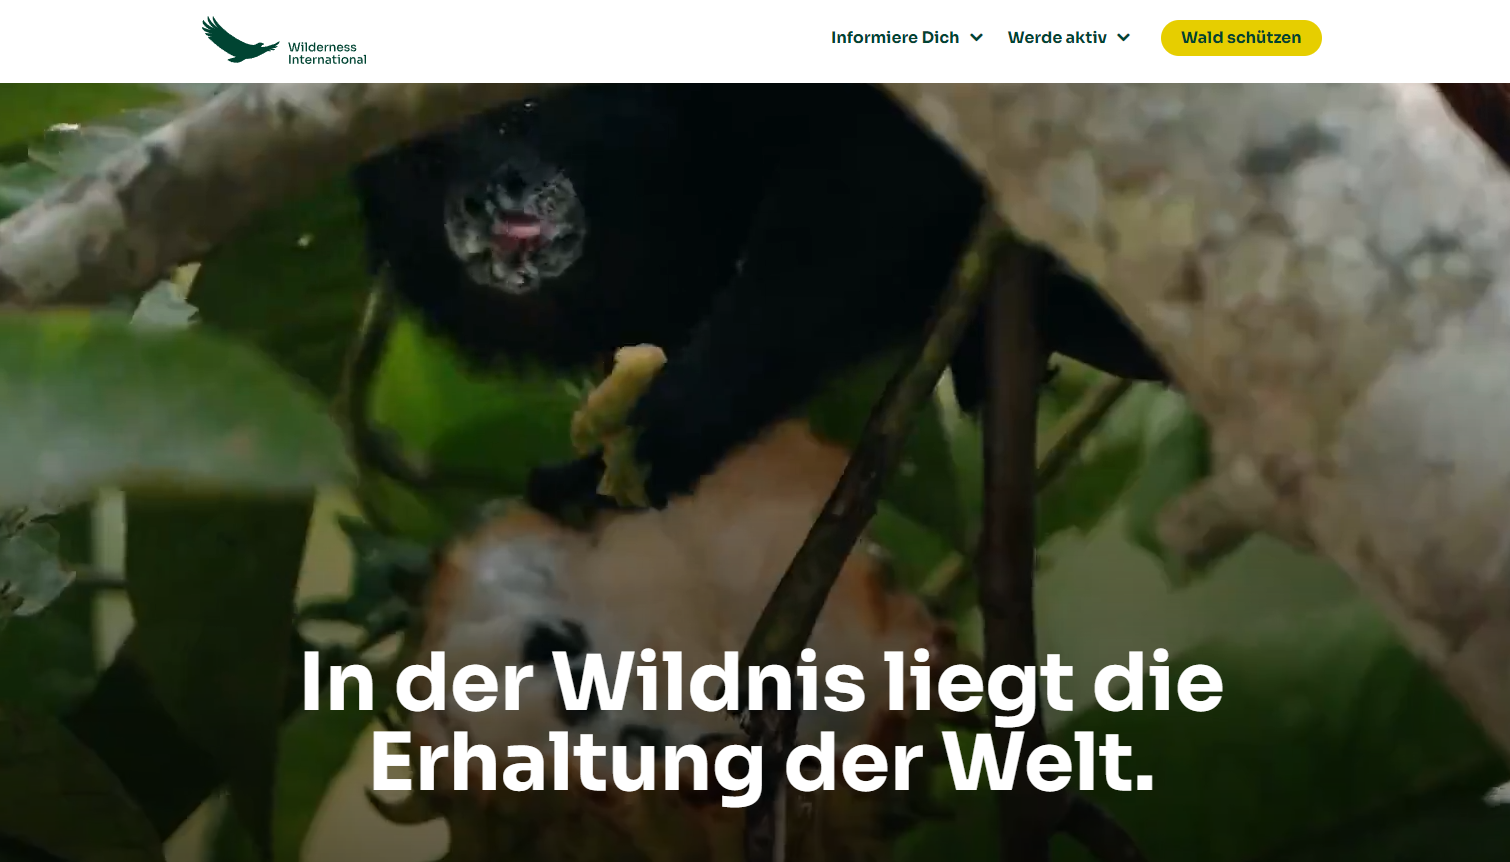 Wilderness
International
Informiere Dich
Werde aktiv
Wald schützen
In der Wildnis liegt die
Erhaltung der Welt.